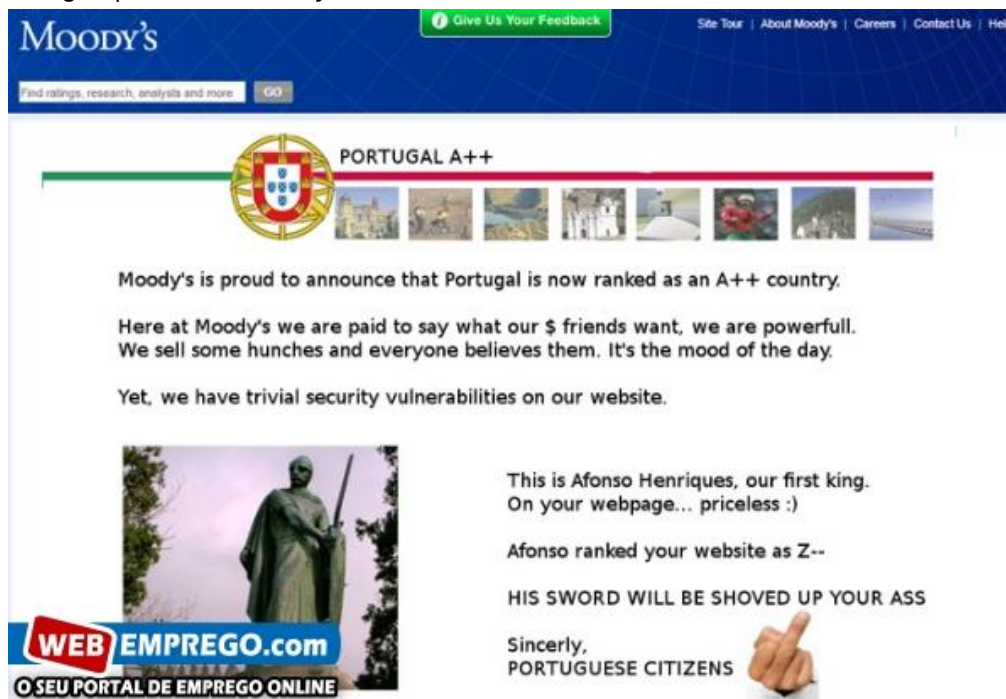 MOODY'S
Give Us Your Feedback
Site Tour | About Moody's | Careers | Contact Us |
Find ratings, research, analysts and more GO
PORTUGAL A++
Moody's is proud to announce that Portugal is now ranked as an A++ country.
Here at Moody's we are paid to say what our $ friends want, we are powerfull.
We sell some hunches and everyone believes them. It's the mood of the day.
Yet, we have trivial security vulnerabilities on our website.
This is Afonso Henriques, our first king.
On your webpage... priceless :)
Afonso ranked your website as Z--
HIS SWORD WILL BE SHOVED UP YOUR ASS
Sincerly,
PORTUGUESE CITIZENS
WEB EMPREGO.com
O SEU PORTAL DE EMPREGO ONLINE